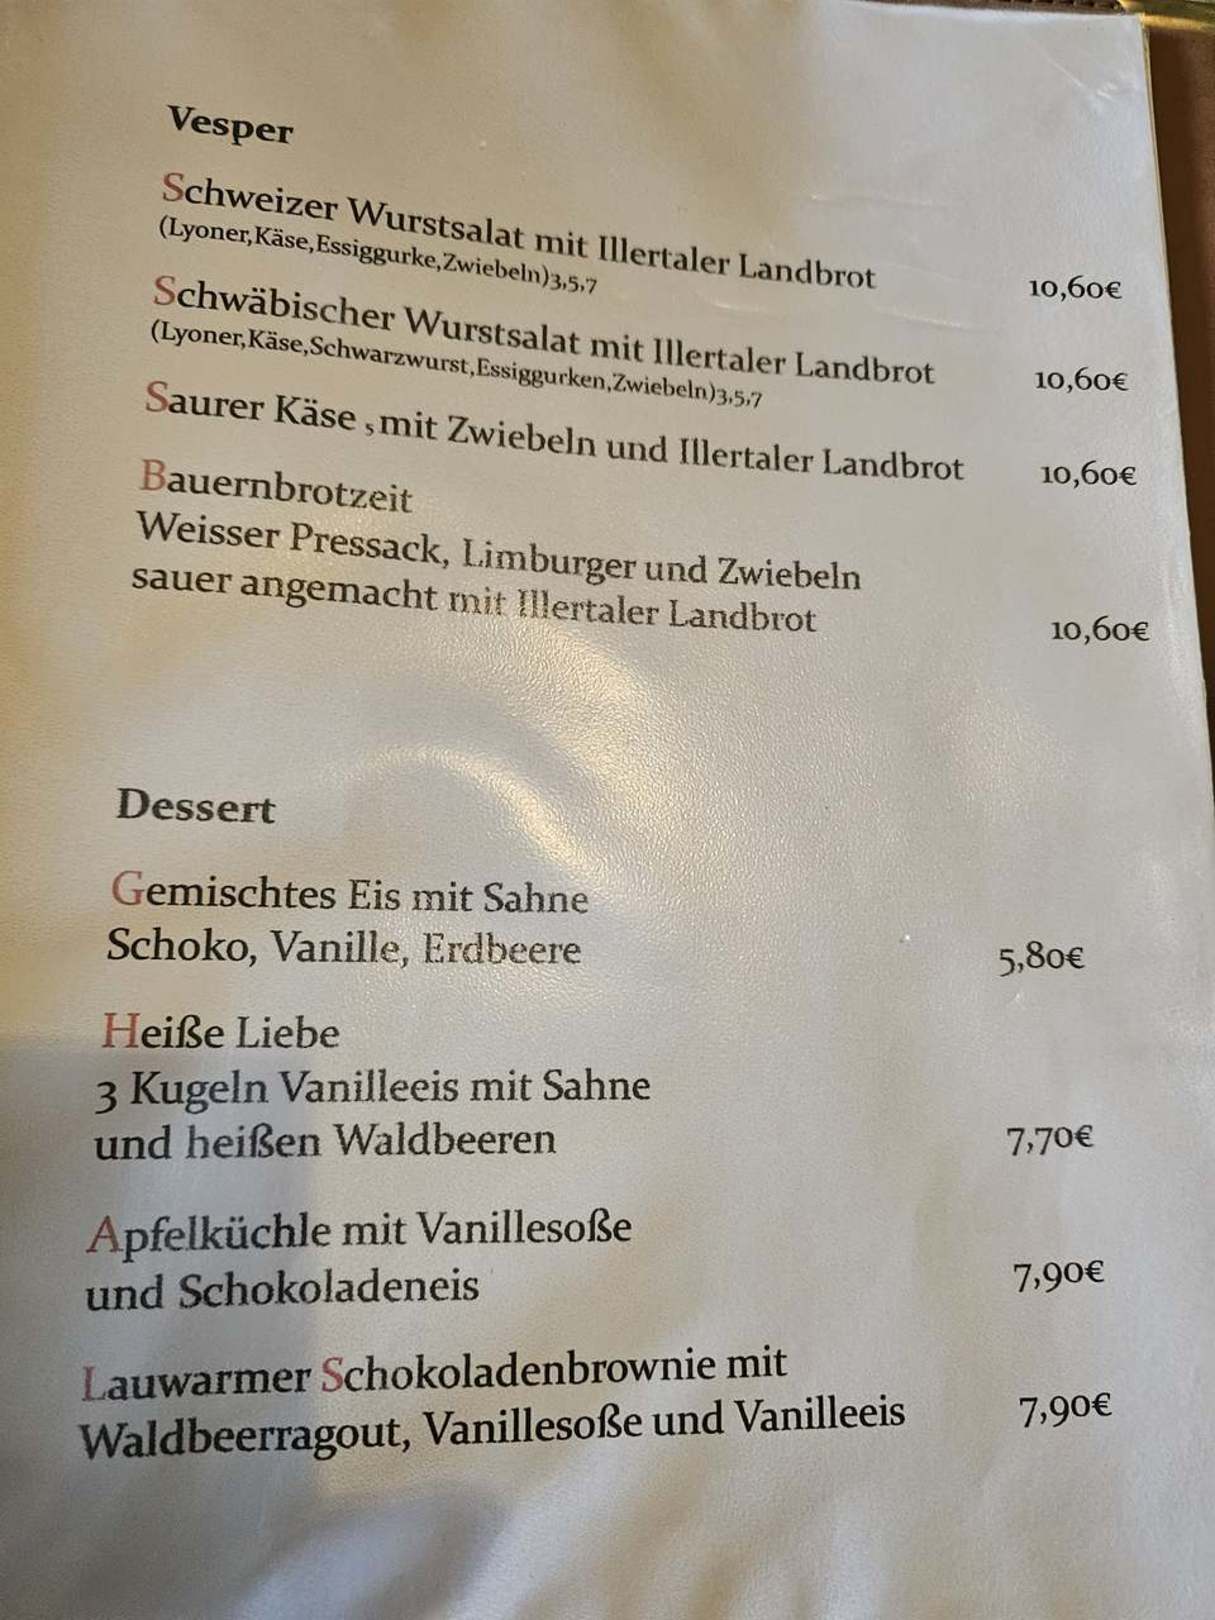 Vesper
Schweizer Wurstsalat mit Illertaler Landbrot 10,60€
(Lyoner,Käse,Essiggurke,Zwiebeln)3,5,7
Schwäbischer Wurstsalat mit Illertaler Landbrot 10,60€
(Lyoner,Käse,Schwarzwurst,Essiggurken,Zwiebeln)3,5,7
Saurer Käse , mit Zwiebeln und Illertaler Landbrot 10,60€
Bauernbrotzeit
Weisser Pressack, Limburger und Zwiebeln
sauer angemacht mit Illertaler Landbrot 10,60€
Dessert
Gemischtes Eis mit Sahne
Schoko, Vanille, Erdbeere 5,80€
Heiße Liebe
3 Kugeln Vanilleeis mit Sahne
und heißen Waldbeeren 7,70€
Apfelküchle mit Vanillesoße
und Schokoladeneis 7,90€
Lauwarmer Schokoladenbrownie mit
Waldbeerragout, Vanillesoße und Vanilleeis 7,90€